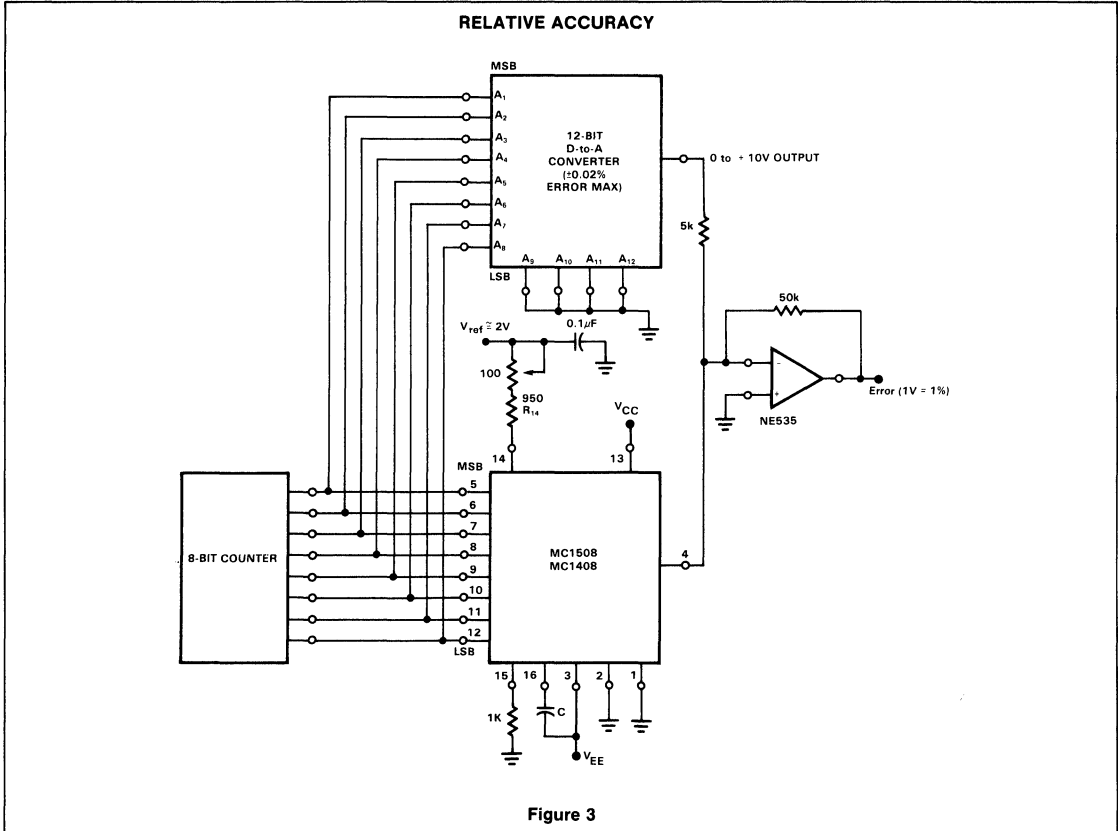 RELATIVE ACCURACY
MSB
A1
A2
A3
A4
A5
A6
A7
A8
12-BIT
D-to-A
CONVERTER
(±0.02%
ERROR MAX)
0 to + 10V OUTPUT
A9 A10 A11 A12
LSB
5k
50k
Vref ≅ 2V
0.1μF
100
950
R14
VCC
-
+
NE535
Error (1V = 1%)
14
13
MSB
8-BIT COUNTER
5
6
7
8
9
10
11
12
LSB
MC1508
MC1408
4
15 16 3 2 1
1K
C
VEE
Figure 3